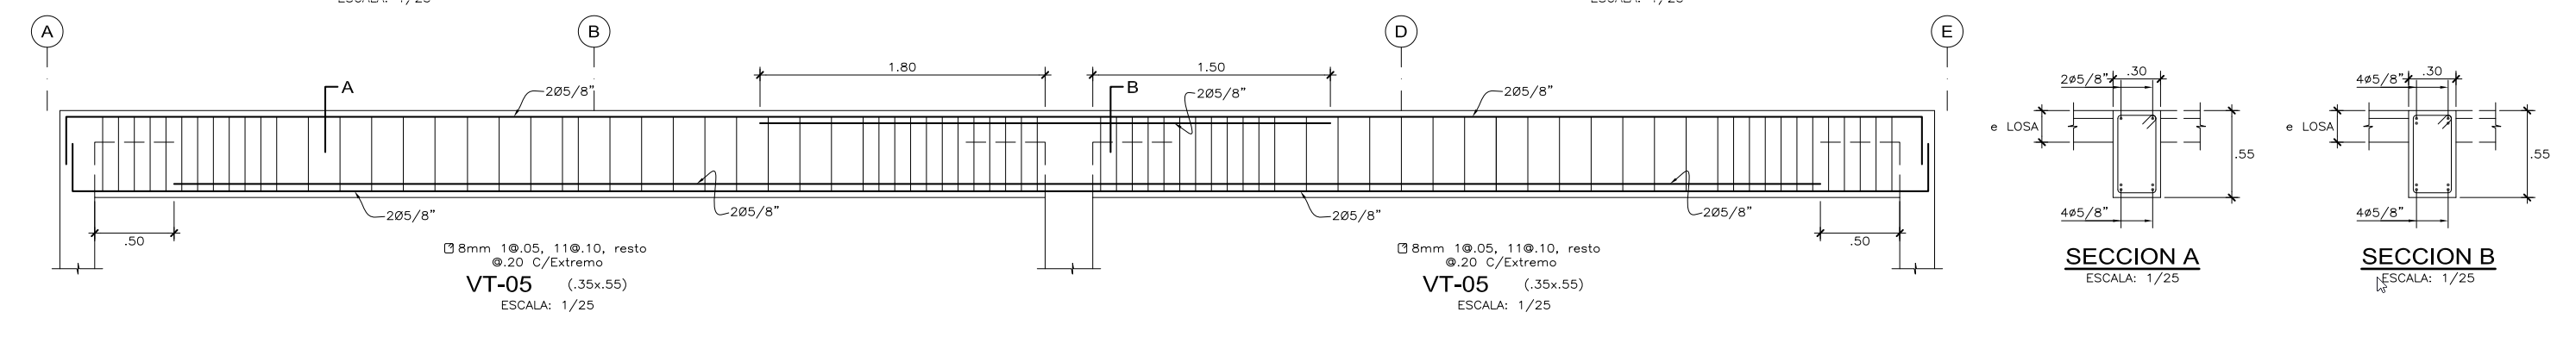 ESCALA: 1/25
ESCALA: 1/25
A
B
D
E
1.80
1.50
A
2Ø5/8"
B
2Ø5/8"
2Ø5/8"
2Ø5/8"
2Ø5/8"
2Ø5/8"
2Ø5/8"
.50
.50
8mm 1@.05, 11@.10, resto
@.20 C/Extremo
VT-05 (.35x.55)
ESCALA: 1/25
8mm 1@.05, 11@.10, resto
@.20 C/Extremo
VT-05 (.35x.55)
ESCALA: 1/25
2ø5/8"
.30
e LOSA
.55
4ø5/8"
SECCION A
ESCALA: 1/25
4ø5/8"
.30
e LOSA
.55
4ø5/8"
SECCION B
ESCALA: 1/25